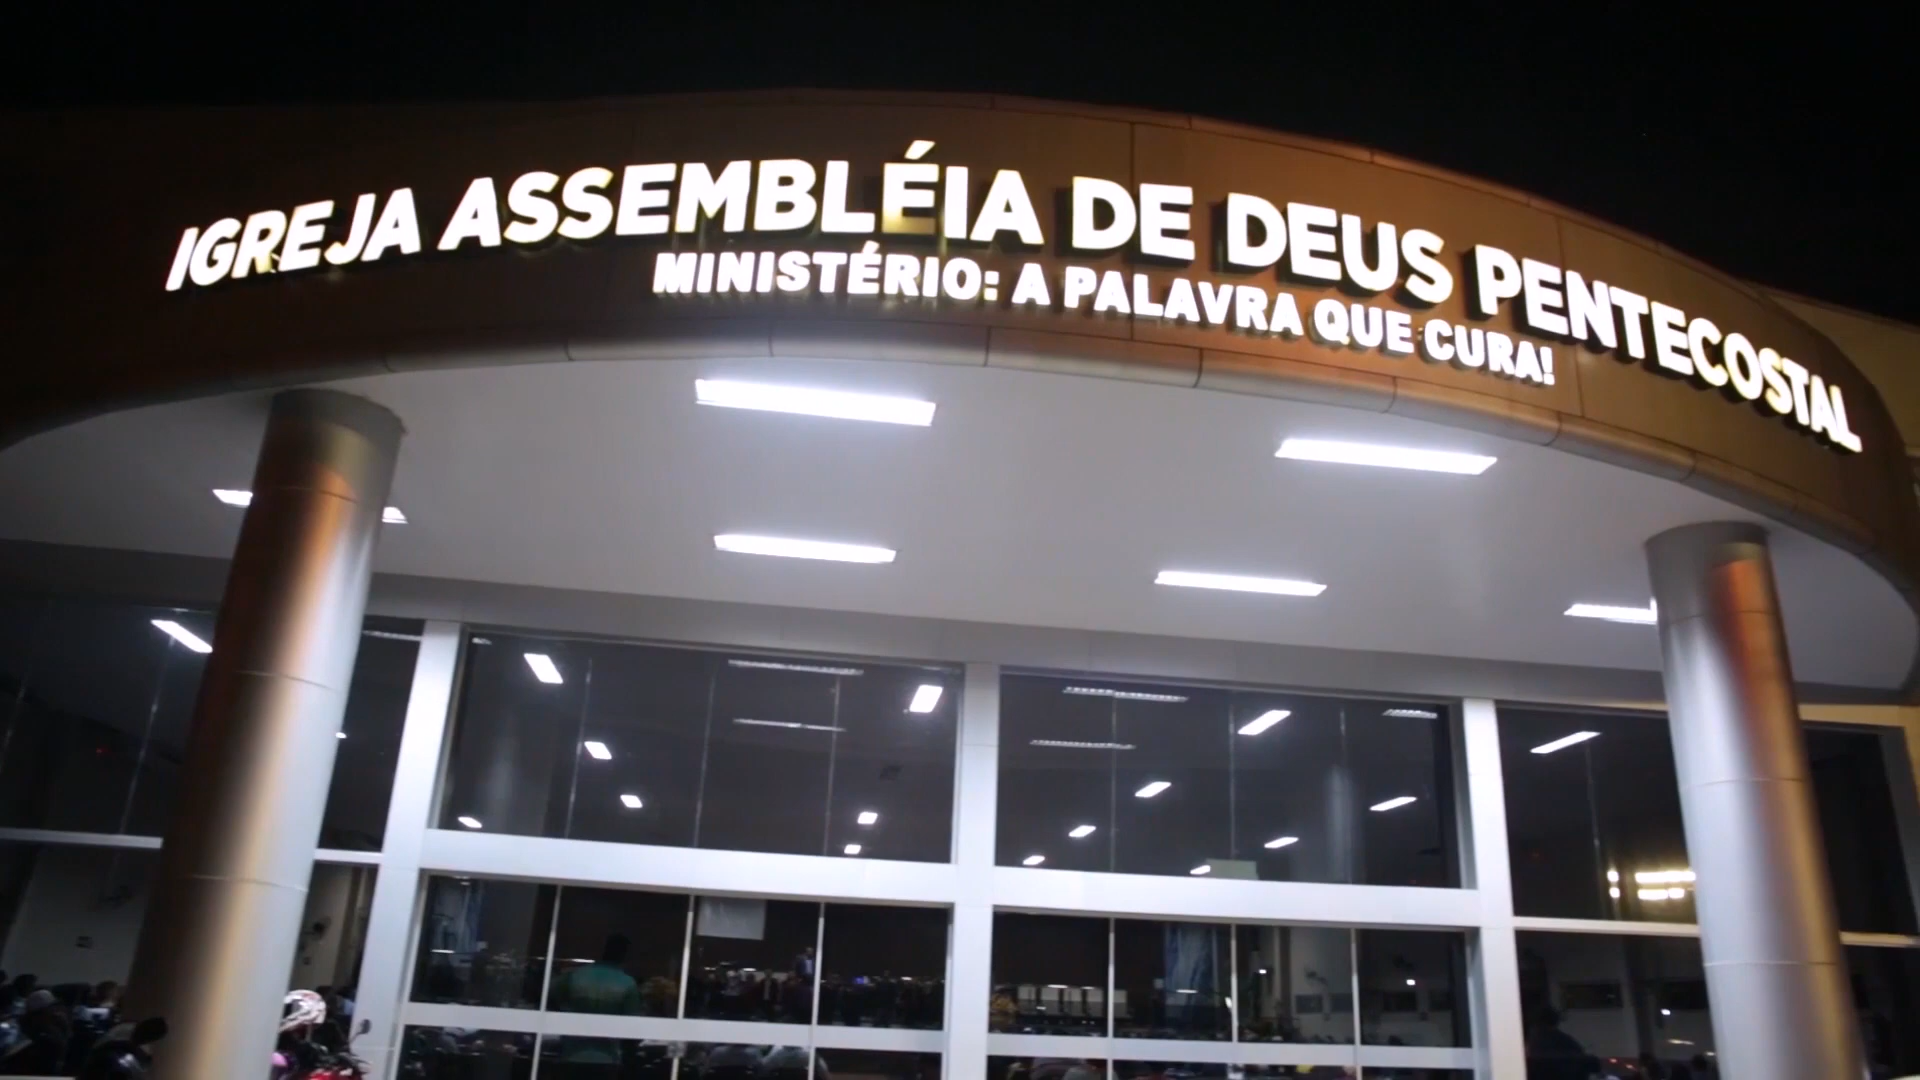 IGREJA ASSEMBLÉIA DE DEUS PENTECOSTAL
MINISTÉRIO: A PALAVRA QUE CURA!